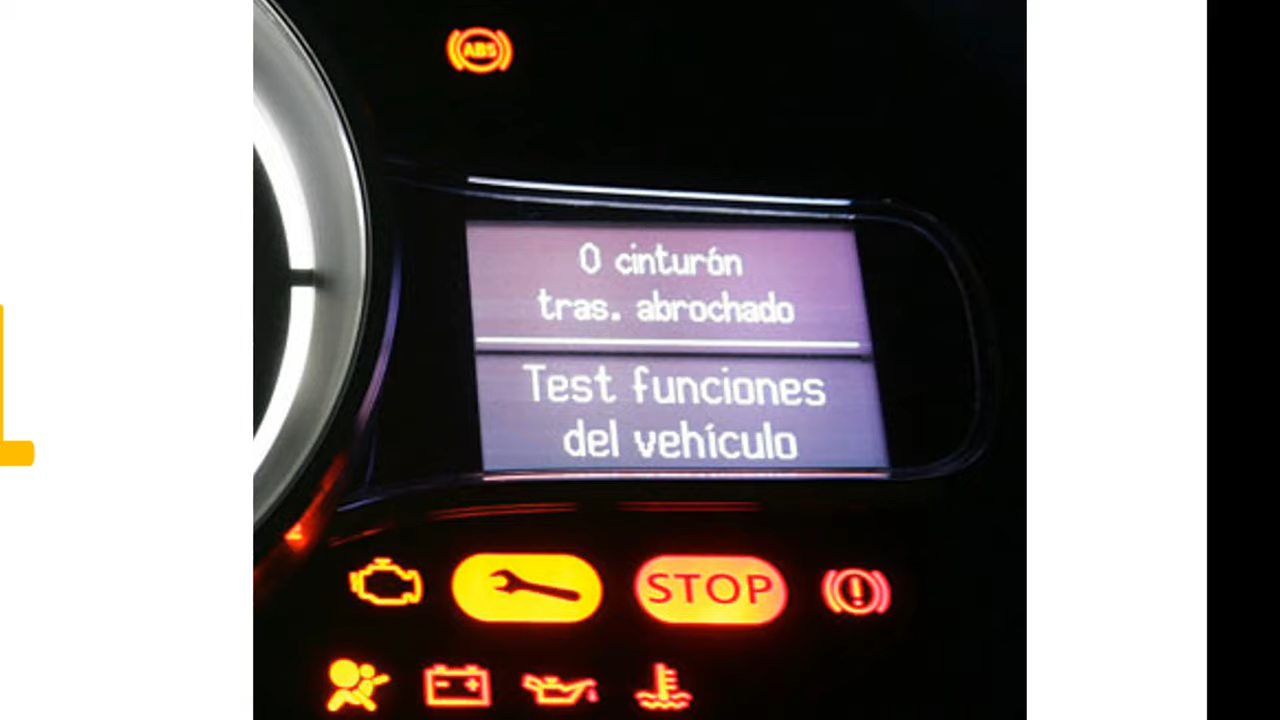 ABS
0 cinturón
tras. abrochado
Test funciones
del vehículo
STOP